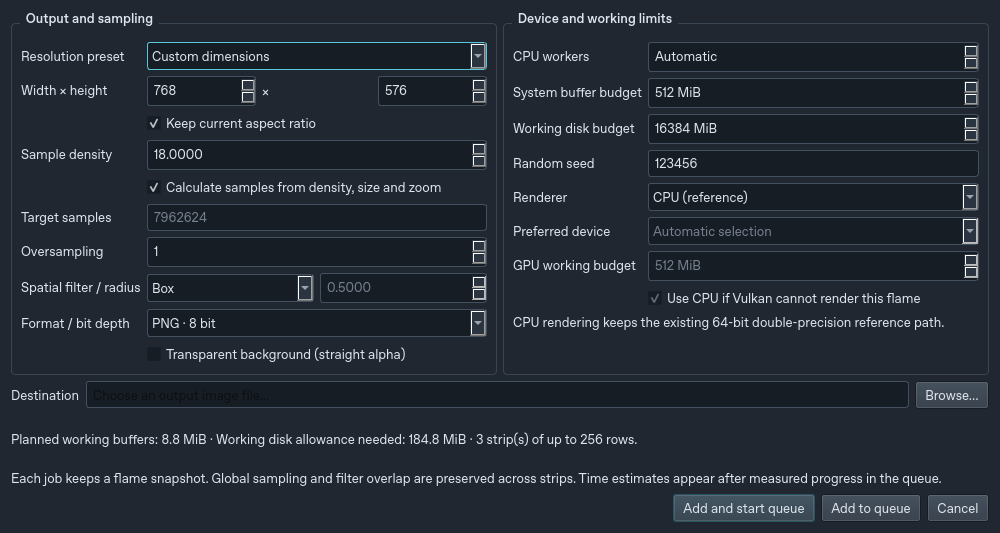 Output and sampling
Resolution preset
Custom dimensions
Width × height
768
×
576
✓ Keep current aspect ratio
Sample density
18.0000
✓ Calculate samples from density, size and zoom
Target samples
7962624
Oversampling
1
Spatial filter / radius
Box
0.5000
Format / bit depth
PNG · 8 bit
Transparent background (straight alpha)
Device and working limits
CPU workers
Automatic
System buffer budget
512 MiB
Working disk budget
16384 MiB
Random seed
123456
Renderer
CPU (reference)
Preferred device
Automatic selection
GPU working budget
512 MiB
✓ Use CPU if Vulkan cannot render this flame
CPU rendering keeps the existing 64-bit double-precision reference path.
Destination
Choose an output image file...
Browse...
Planned working buffers: 8.8 MiB · Working disk allowance needed: 184.8 MiB · 3 strip(s) of up to 256 rows.
Each job keeps a flame snapshot. Global sampling and filter overlap are preserved across strips. Time estimates appear after measured progress in the queue.
Add and start queue
Add to queue
Cancel